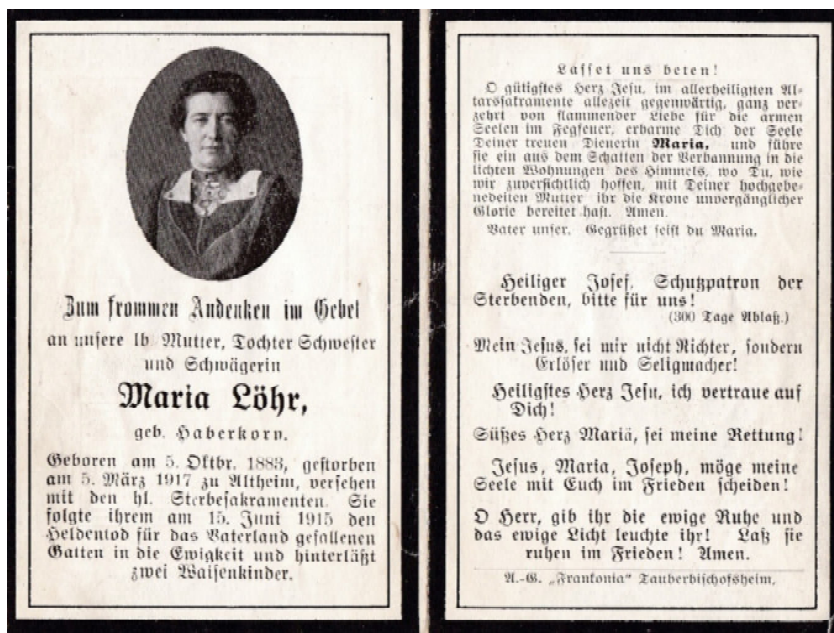 Zum frommen Andenken im Gebet
an unsere lb. Mutter, Tochter Schwester
und Schwägerin
Maria Löhr,
geb. Haberkorn.
Geboren am 5. Oktbr. 1883, gestorben
am 5. März 1917 zu Altheim, versehen
mit den hl. Sterbesakramenten. Sie
folgte ihrem am 15. Juni 1915 den
Heldentod für das Vaterland gefallenen
Gatten in die Ewigkeit und hinterläßt
zwei Waisenkinder.
Lasset uns beten!
O gütigstes Herz Jesu, im allerheiligsten Al-
tarssakramente allezeit gegenwärtig, ganz ver-
zehrt von flammender Liebe für die armen
Seelen im Fegfeuer, erbarme Dich der Seele
Deiner treuen Dienerin Maria, und führe
sie ein aus dem Schatten der Verbannung in die
lichten Wohnungen des Himmels, wo Du, wie
wir zuversichtlich hoffen, mit Deiner hochgebe-
nedeiten Mutter ihr die Krone unvergänglicher
Glorie bereitet hast. Amen.
Vater unser. Gegrüßet seist du Maria.
Heiliger Josef, Schutzpatron der
Sterbenden, bitte für uns!
(300 Tage Ablaß.)
Mein Jesus, sei mir nicht Richter, sondern
Erlöser und Seligmacher!
Heiligstes Herz Jesu, ich vertraue auf
Dich!
Süßes Herz Mariä, sei meine Rettung!
Jesus, Maria, Joseph, möge meine
Seele mit Euch im Frieden scheiden!
O Herr, gib ihr die ewige Ruhe und
das ewige Licht leuchte ihr! Laß sie
ruhen im Frieden! Amen.
A.-G. „Frankonia" Tauberbischofsheim.